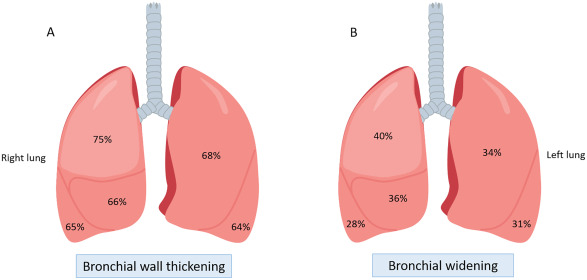 A
B
75%
68%
66%
65%
64%
Right lung
40%
34%
36%
28%
31%
Left lung
Bronchial wall thickening
Bronchial widening